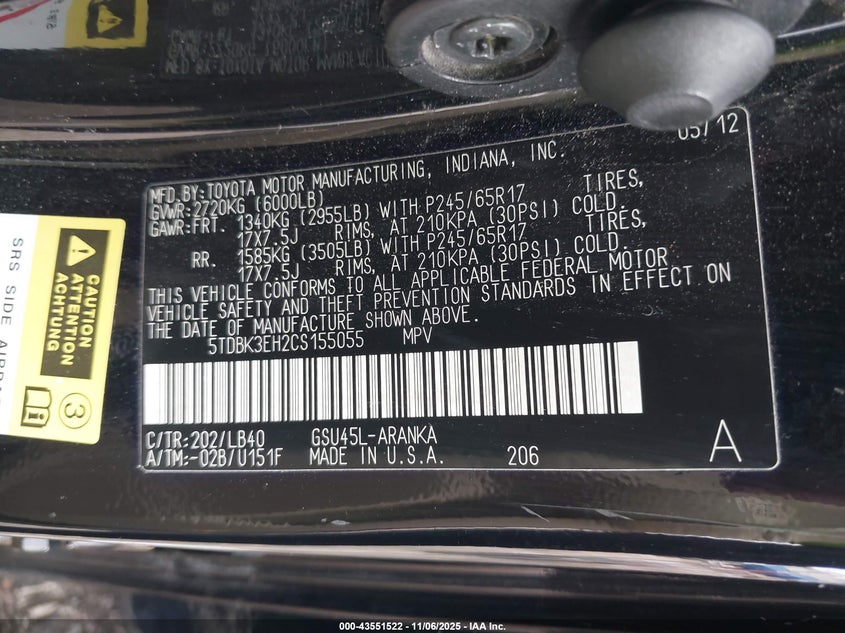 05/12
MFD.BY:TOYOTA MOTOR MANUFACTURING, INDIANA, INC.
GVWR:2720KG (6000LB)
GAWR:FRT. 1340KG (2955LB) WITH P245/65R17 TIRES,
17X7.5J RIMS, AT 210KPA (30PSI) COLD.
RR. 1585KG (3505LB) WITH P245/65R17 TIRES,
17X7.5J RIMS, AT 210KPA (30PSI) COLD.
THIS VEHICLE CONFORMS TO ALL APPLICABLE FEDERAL MOTOR
VEHICLE SAFETY AND THEFT PREVENTION STANDARDS IN EFFECT ON
THE DATE OF MANUFACTURE SHOWN ABOVE.
5TDBK3EH2CS155055 MPV
C/TR:202/LB40 GSU45L-ARANKA
A/TM:-02B/U151F MADE IN U.S.A. 206
A
CAUTION
ATTENTION
ACHTUNG
SRS SIDE
3
000-43551522 | 11/06/2025 - IAA Inc.